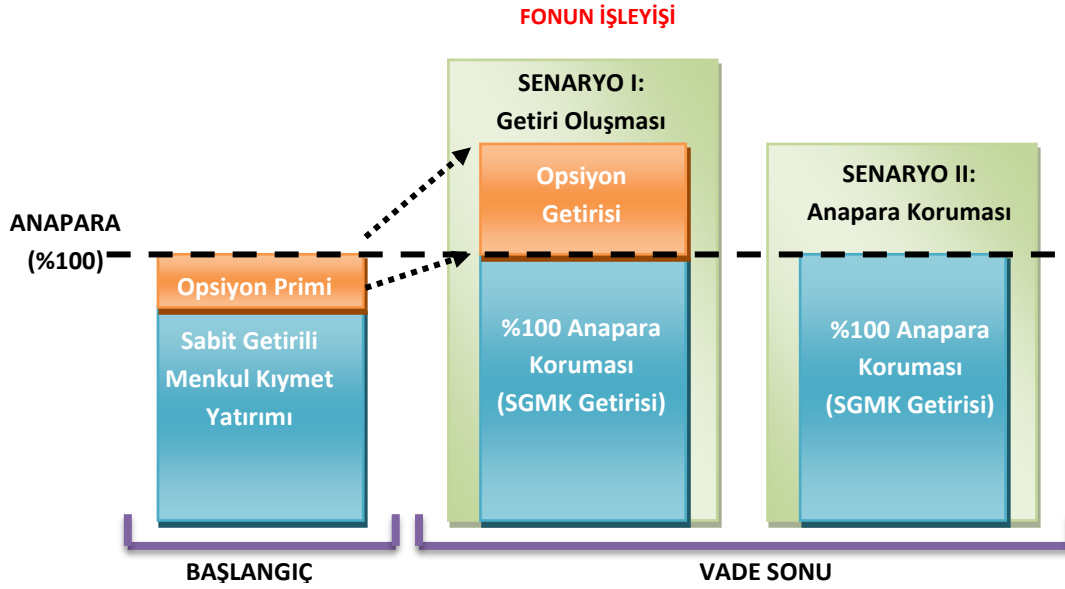 FONUN İŞLEYİŞİ
ANAPARA
(%100)
Opsiyon Primi
Sabit Getirili
Menkul Kıymet
Yatırımı
SENARYO I:
Getiri Oluşması
Opsiyon
Getirisi
%100 Anapara
Koruması
(SGMK Getirisi)
SENARYO II:
Anapara Koruması
%100 Anapara
Koruması
(SGMK Getirisi)
BAŞLANGIÇ
VADE SONU